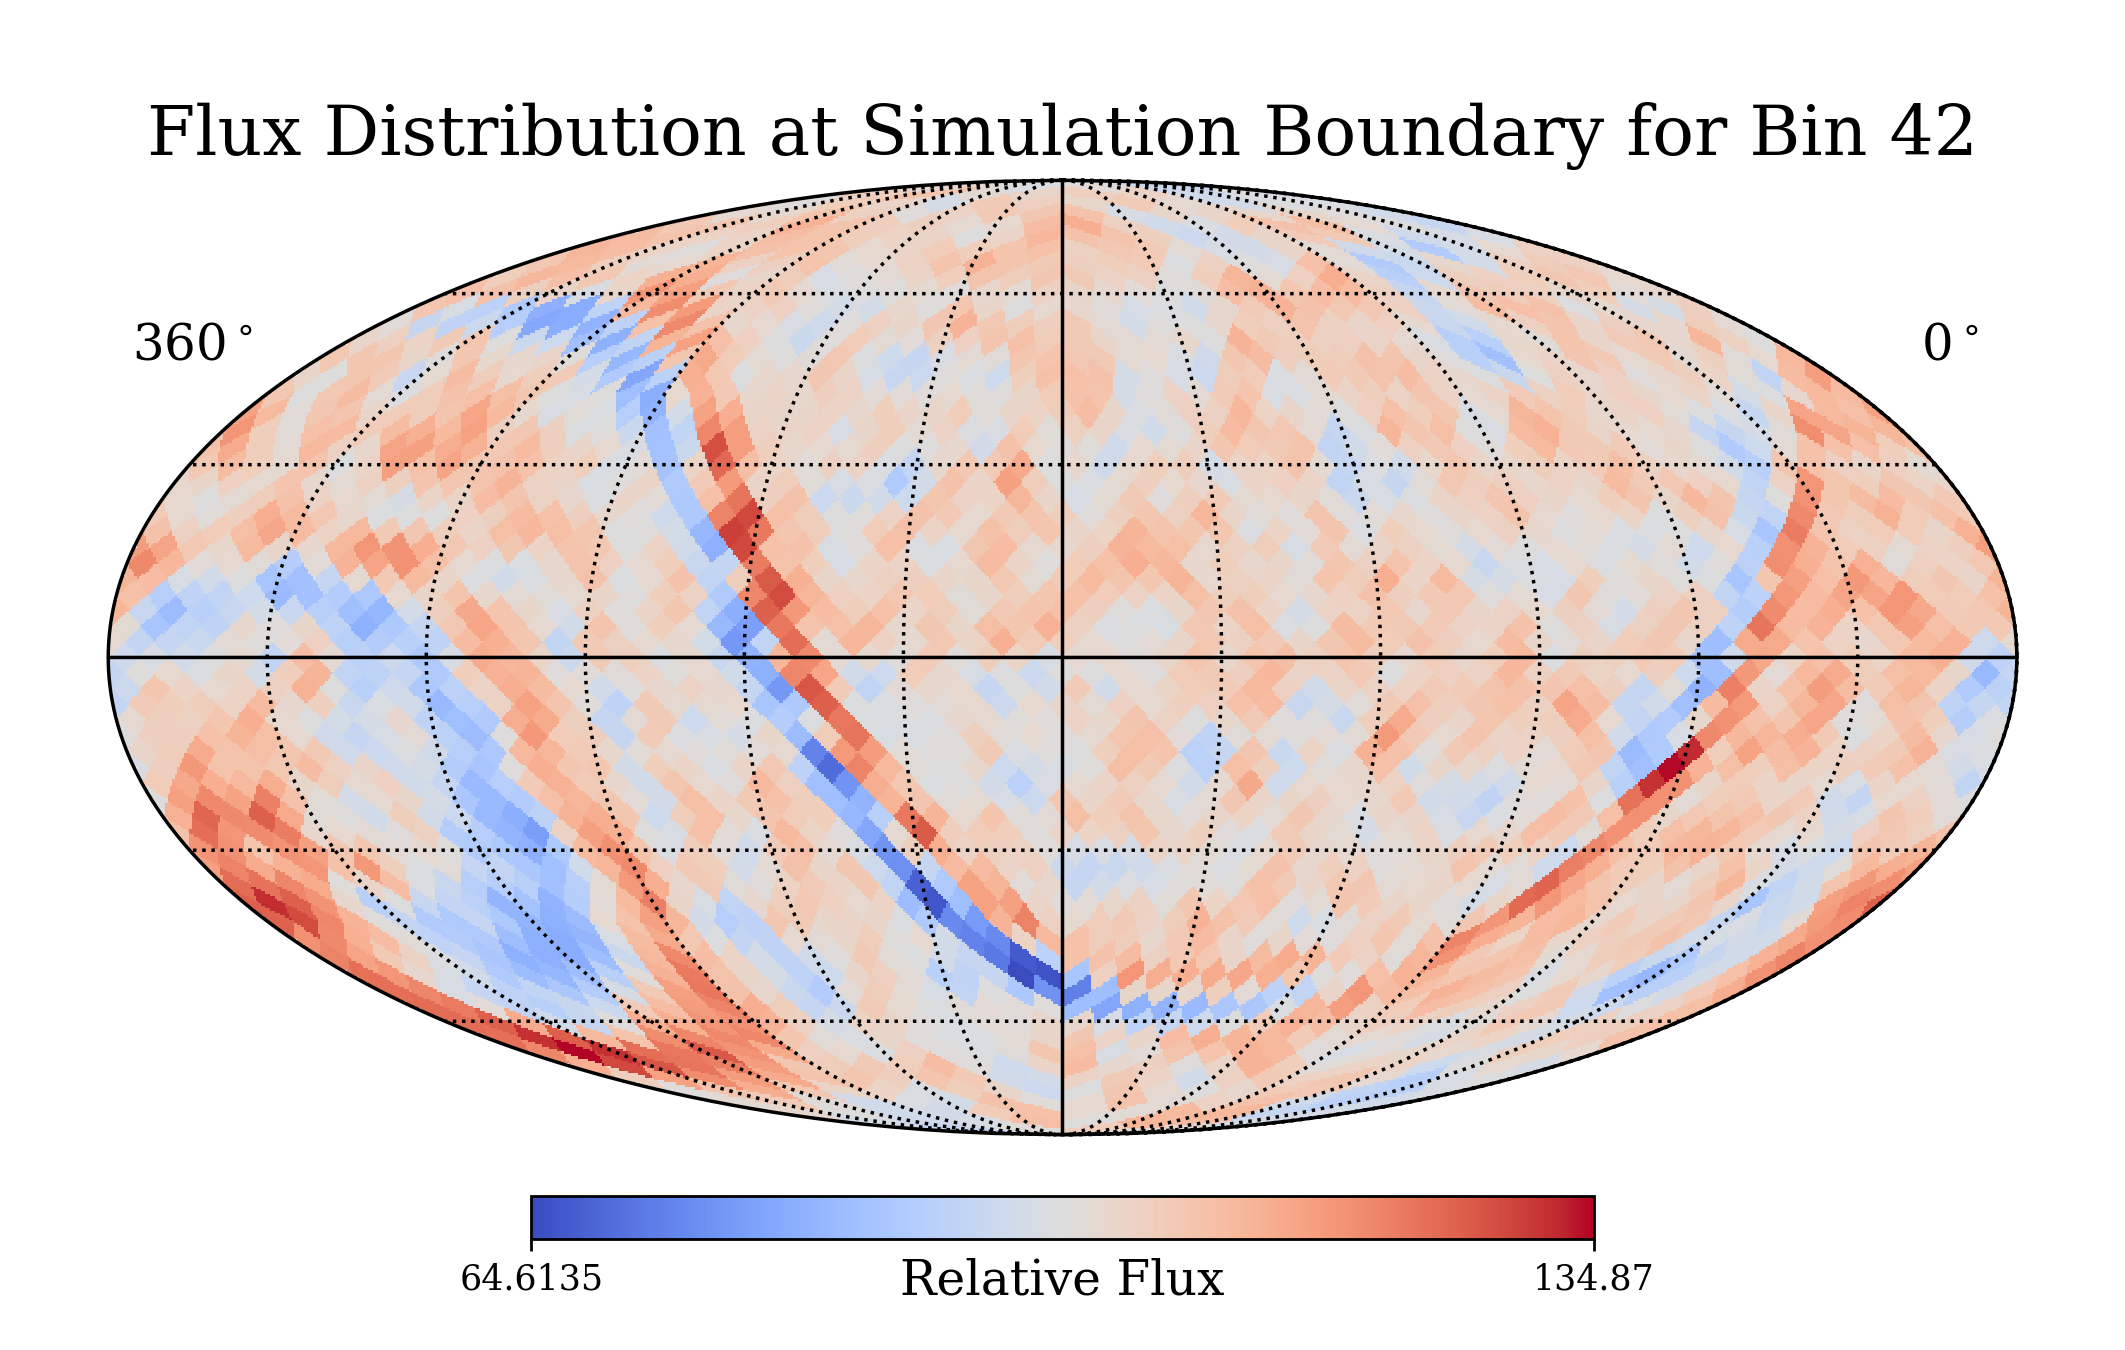 Flux Distribution at Simulation Boundary for Bin 42
360° 0°
64.6135 Relative Flux 134.87